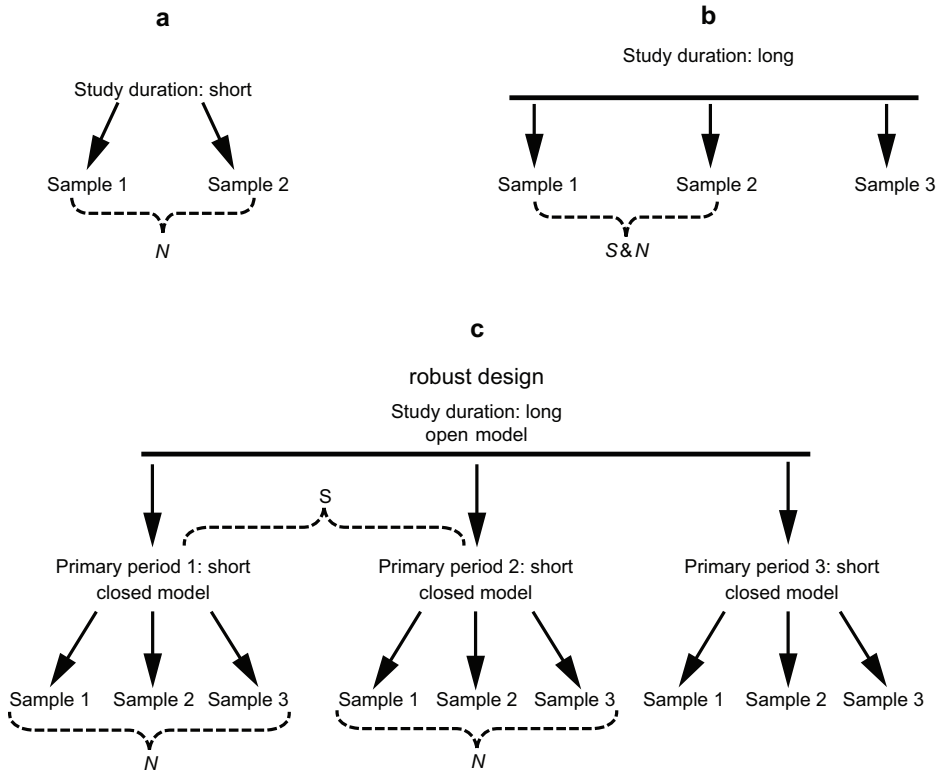 a
Study duration: short
Sample 1 Sample 2
N
b
Study duration: long
Sample 1 Sample 2 Sample 3
S & N
c
robust design
Study duration: long
open model
S
Primary period 1: short Primary period 2: short Primary period 3: short
closed model closed model closed model
Sample 1 Sample 2 Sample 3 Sample 1 Sample 2 Sample 3 Sample 1 Sample 2 Sample 3
N N